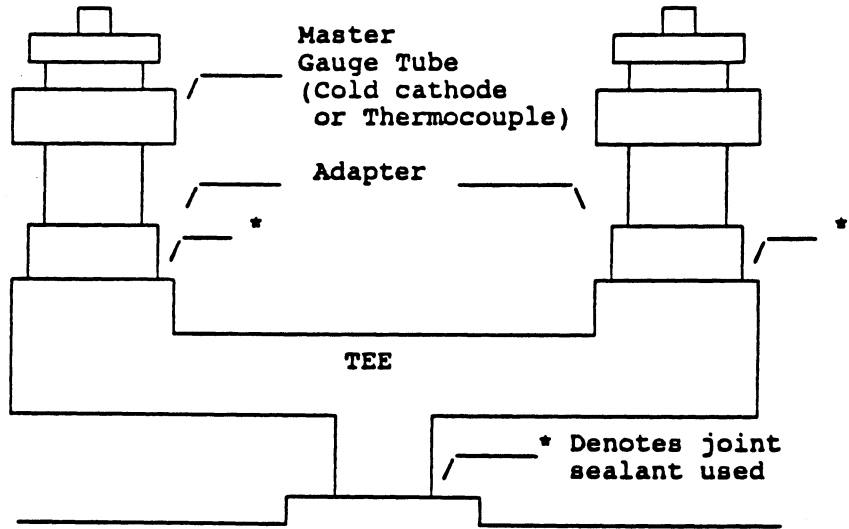 Master
Gauge Tube
(Cold cathode
or Thermocouple)
Adapter
*
*
TEE
* Denotes joint
sealant used